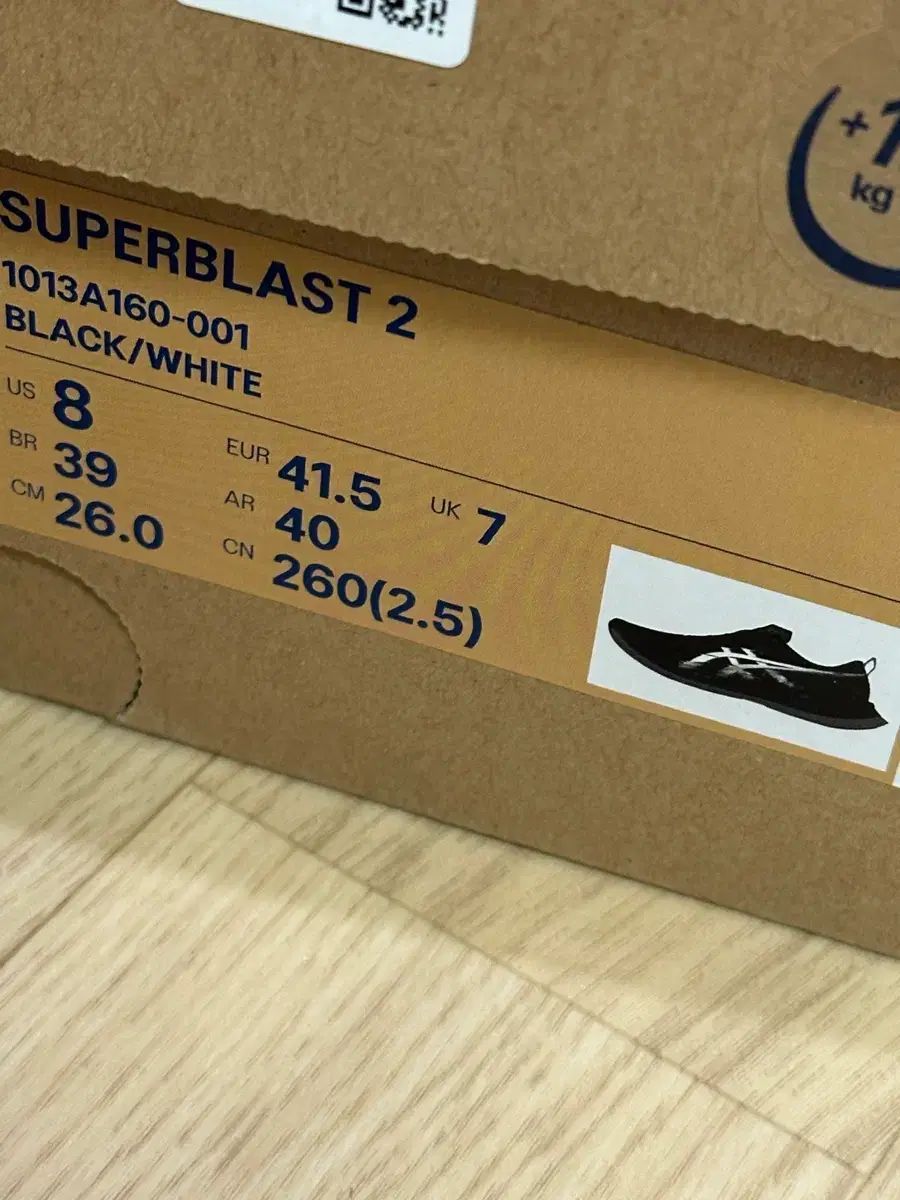 +1
kg
SUPERBLAST 2
1013A160-001
BLACK/WHITE
US 8 EUR 41.5 UK 7
BR 39 AR 40
CM 26.0 CN 260(2.5)